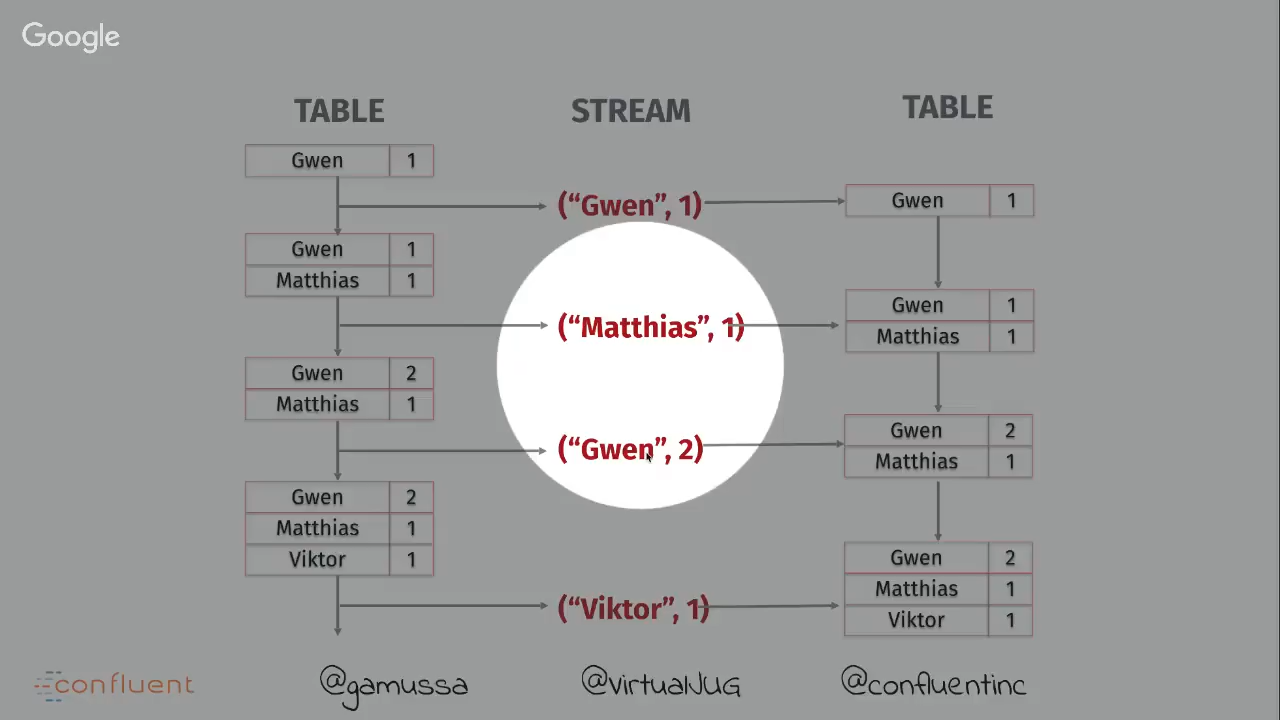 Google
TABLE STREAM TABLE
Gwen 1
("Gwen", 1)
Gwen 1
Gwen 1
Matthias 1
("Matthias", 1)
Gwen 1
Matthias 1
Gwen 2
Matthias 1
("Gwen", 2)
Gwen 2
Matthias 1
Gwen 2
Matthias 1
Viktor 1
("Viktor", 1)
Gwen 2
Matthias 1
Viktor 1
confluent @gamussa @virtualJUG @confluentinc